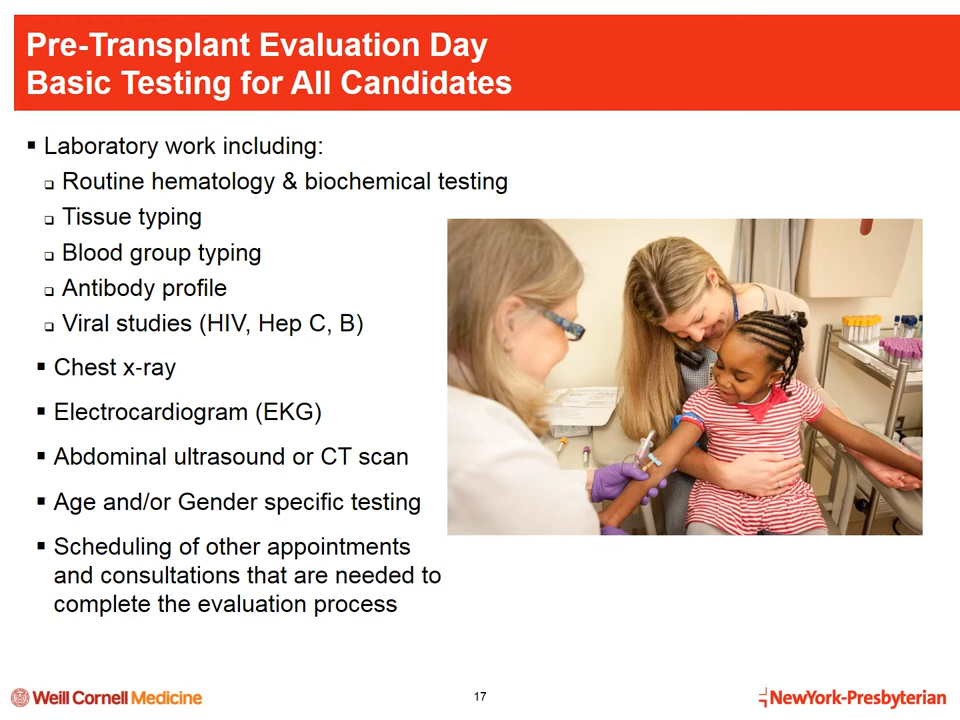 Pre-Transplant Evaluation Day
Basic Testing for All Candidates
Laboratory work including:
Routine hematology & biochemical testing
Tissue typing
Blood group typing
Antibody profile
Viral studies (HIV, Hep C, B)
Chest x-ray
Electrocardiogram (EKG)
Abdominal ultrasound or CT scan
Age and/or Gender specific testing
Scheduling of other appointments
and consultations that are needed to
complete the evaluation process
Weill Cornell Medicine
17
NewYork-Presbyterian